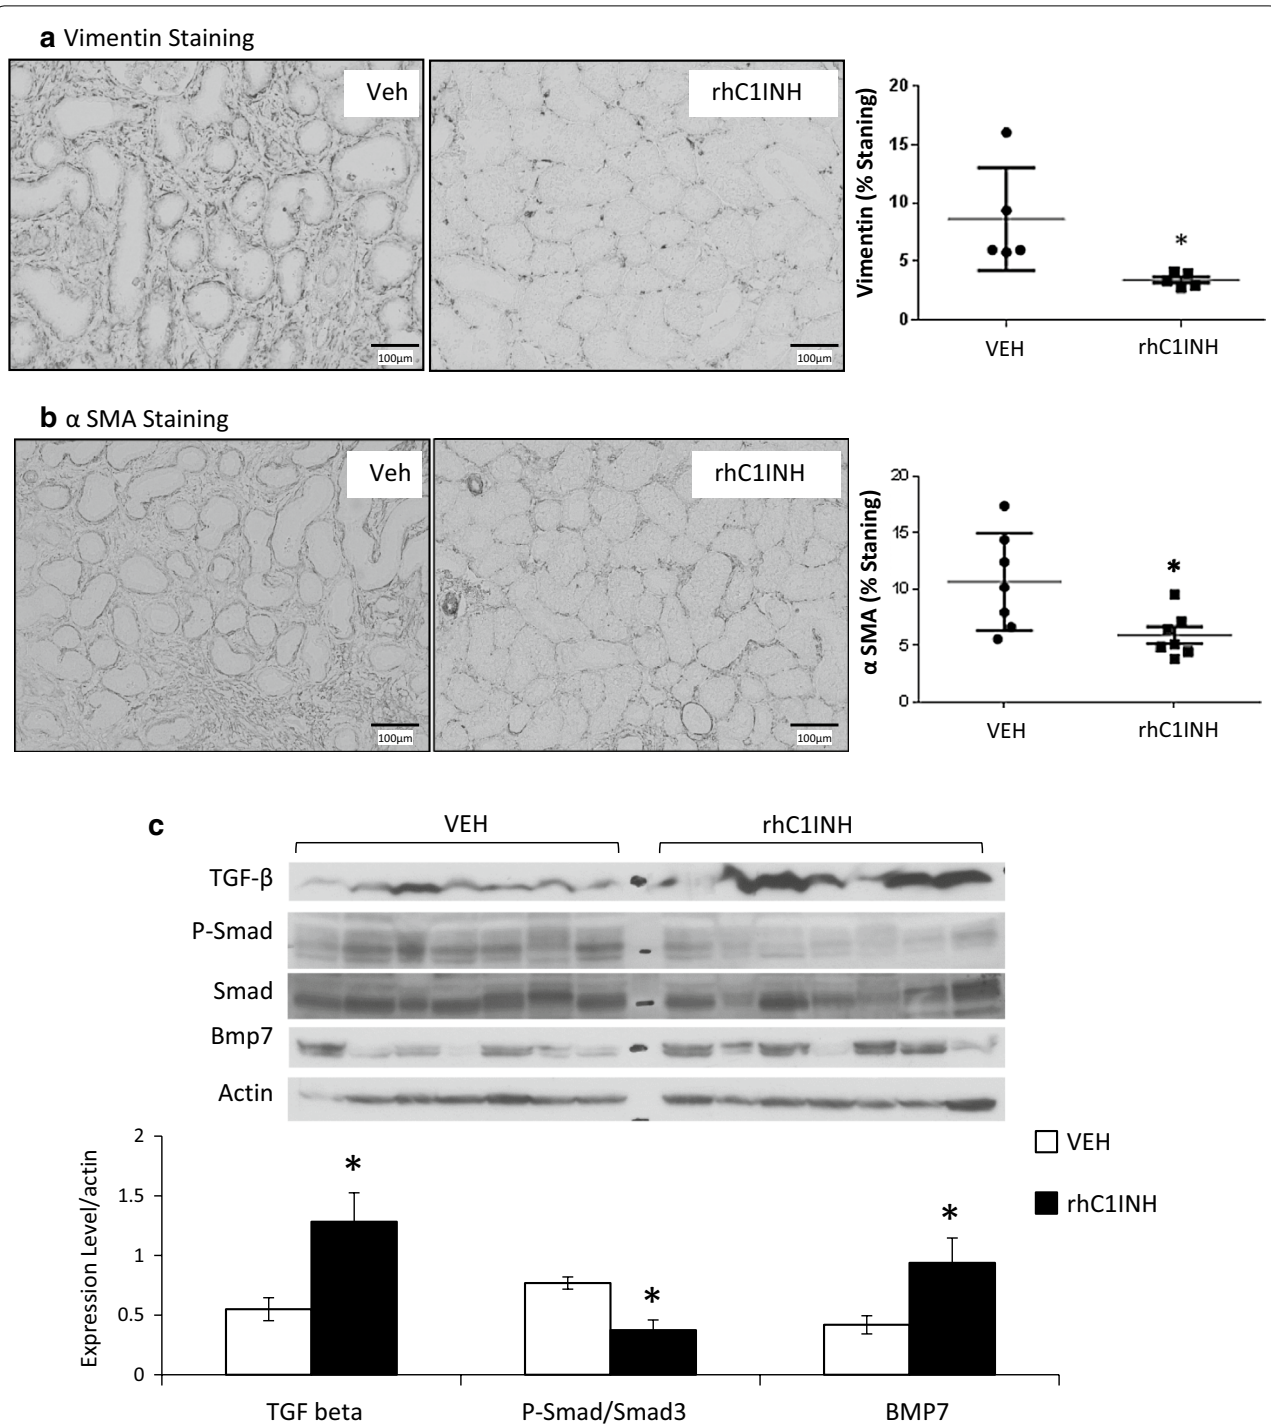 a Vimentin Staining
Veh
rhC1INH
100µm
100µm
Vimentin (% Staning)
20
15
10
5
0
*
VEH
rhC1INH
b α SMA Staining
Veh
rhC1INH
100µm
100µm
α SMA (% Staning)
20
15
10
5
0
*
VEH
rhC1INH
c
VEH
rhC1INH
TGF-β
P-Smad
Smad
Bmp7
Actin
Expression Level/actin
2
1.5
1
0.5
0
*
*
*
VEH
rhC1INH
TGF beta
P-Smad/Smad3
BMP7